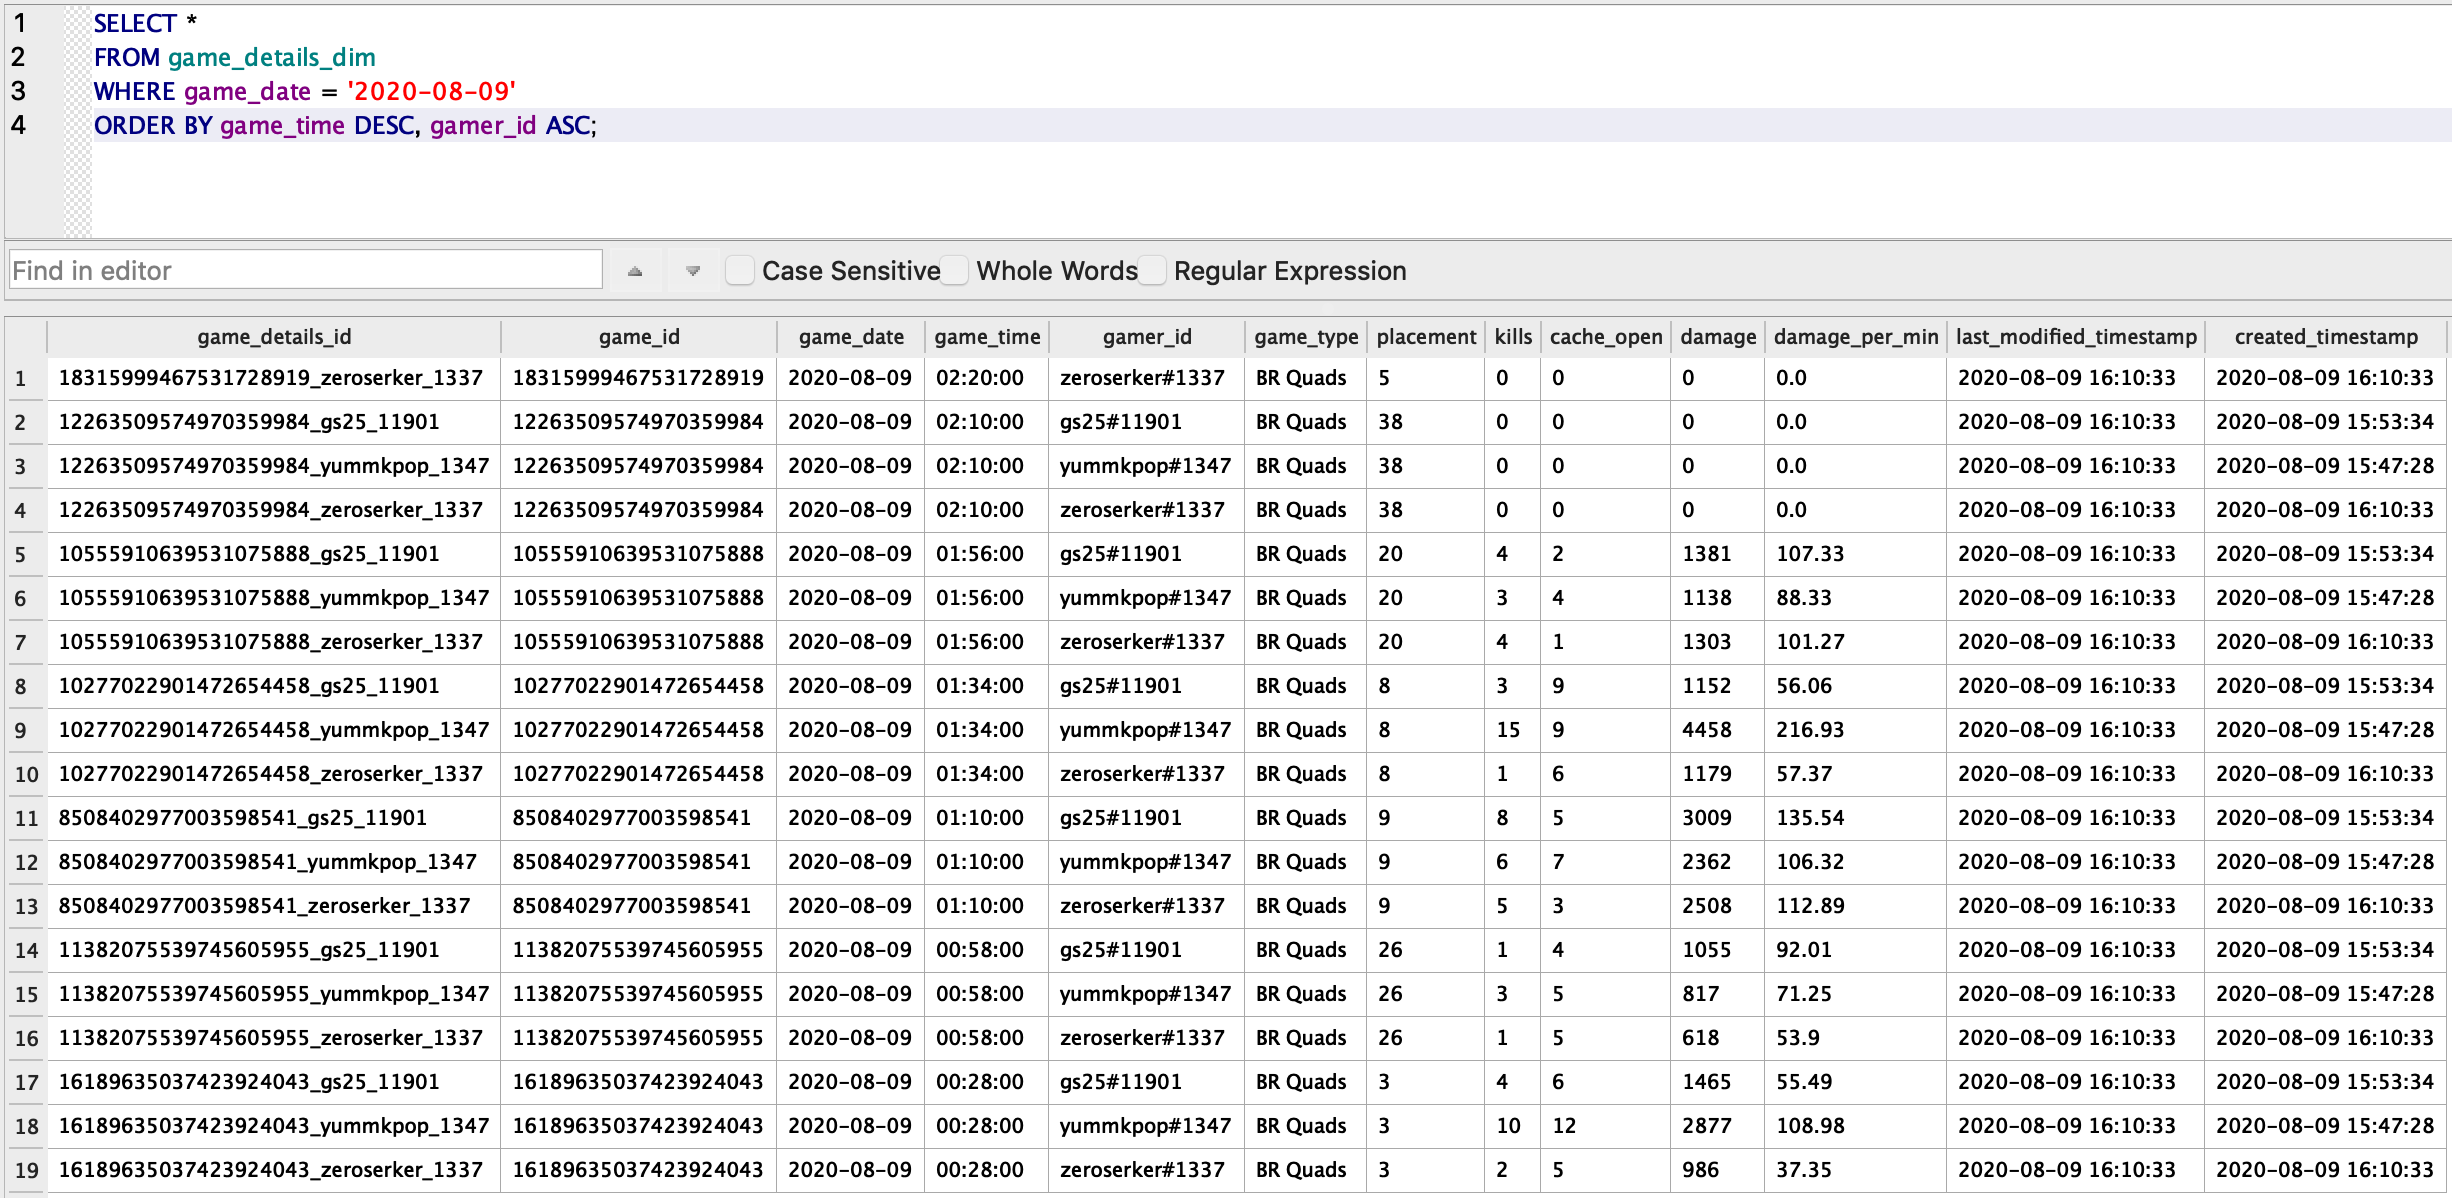 1 SELECT *
2 FROM game_details_dim
3 WHERE game_date = '2020-08-09'
4 ORDER BY game_time DESC, gamer_id ASC;
Find in editor Case Sensitive Whole Words Regular Expression
game_details_id game_id game_date game_time gamer_id game_type placement kills cache_open damage damage_per_min last_modified_timestamp created_timestamp
1 18315999467531728919_zeroserker_1337 18315999467531728919 2020-08-09 02:20:00 zeroserker#1337 BR Quads 5 0 0 0 0.0 2020-08-09 16:10:33 2020-08-09 16:10:33
2 12263509574970359984_gs25_11901 12263509574970359984 2020-08-09 02:10:00 gs25#11901 BR Quads 38 0 0 0 0.0 2020-08-09 16:10:33 2020-08-09 15:53:34
3 12263509574970359984_yummkpop_1347 12263509574970359984 2020-08-09 02:10:00 yummkpop#1347 BR Quads 38 0 0 0 0.0 2020-08-09 16:10:33 2020-08-09 15:47:28
4 12263509574970359984_zeroserker_1337 12263509574970359984 2020-08-09 02:10:00 zeroserker#1337 BR Quads 38 0 0 0 0.0 2020-08-09 16:10:33 2020-08-09 16:10:33
5 10555910639531075888_gs25_11901 10555910639531075888 2020-08-09 01:56:00 gs25#11901 BR Quads 20 4 2 1381 107.33 2020-08-09 16:10:33 2020-08-09 15:53:34
6 10555910639531075888_yummkpop_1347 10555910639531075888 2020-08-09 01:56:00 yummkpop#1347 BR Quads 20 3 4 1138 88.33 2020-08-09 16:10:33 2020-08-09 15:47:28
7 10555910639531075888_zeroserker_1337 10555910639531075888 2020-08-09 01:56:00 zeroserker#1337 BR Quads 20 4 1 1303 101.27 2020-08-09 16:10:33 2020-08-09 16:10:33
8 10277022901472654458_gs25_11901 10277022901472654458 2020-08-09 01:34:00 gs25#11901 BR Quads 8 3 9 1152 56.06 2020-08-09 16:10:33 2020-08-09 15:53:34
9 10277022901472654458_yummkpop_1347 10277022901472654458 2020-08-09 01:34:00 yummkpop#1347 BR Quads 8 15 9 4458 216.93 2020-08-09 16:10:33 2020-08-09 15:47:28
10 10277022901472654458_zeroserker_1337 10277022901472654458 2020-08-09 01:34:00 zeroserker#1337 BR Quads 8 1 6 1179 57.37 2020-08-09 16:10:33 2020-08-09 16:10:33
11 8508402977003598541_gs25_11901 8508402977003598541 2020-08-09 01:10:00 gs25#11901 BR Quads 9 8 5 3009 135.54 2020-08-09 16:10:33 2020-08-09 15:53:34
12 8508402977003598541_yummkpop_1347 8508402977003598541 2020-08-09 01:10:00 yummkpop#1347 BR Quads 9 6 7 2362 106.32 2020-08-09 16:10:33 2020-08-09 15:47:28
13 8508402977003598541_zeroserker_1337 8508402977003598541 2020-08-09 01:10:00 zeroserker#1337 BR Quads 9 5 3 2508 112.89 2020-08-09 16:10:33 2020-08-09 16:10:33
14 11382075539745605955_gs25_11901 11382075539745605955 2020-08-09 00:58:00 gs25#11901 BR Quads 26 1 4 1055 92.01 2020-08-09 16:10:33 2020-08-09 15:53:34
15 11382075539745605955_yummkpop_1347 11382075539745605955 2020-08-09 00:58:00 yummkpop#1347 BR Quads 26 3 5 817 71.25 2020-08-09 16:10:33 2020-08-09 15:47:28
16 11382075539745605955_zeroserker_1337 11382075539745605955 2020-08-09 00:58:00 zeroserker#1337 BR Quads 26 1 5 618 53.9 2020-08-09 16:10:33 2020-08-09 16:10:33
17 16189635037423924043_gs25_11901 16189635037423924043 2020-08-09 00:28:00 gs25#11901 BR Quads 3 4 6 1465 55.49 2020-08-09 16:10:33 2020-08-09 15:53:34
18 16189635037423924043_yummkpop_1347 16189635037423924043 2020-08-09 00:28:00 yummkpop#1347 BR Quads 3 10 12 2877 108.98 2020-08-09 16:10:33 2020-08-09 15:47:28
19 16189635037423924043_zeroserker_1337 16189635037423924043 2020-08-09 00:28:00 zeroserker#1337 BR Quads 3 2 5 986 37.35 2020-08-09 16:10:33 2020-08-09 16:10:33